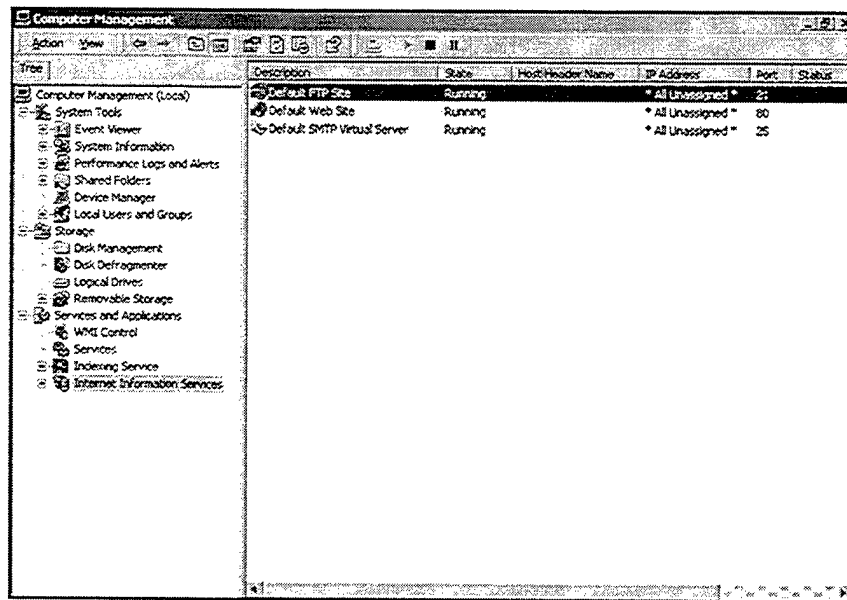 Computer Management
Action View
Tree
Computer Management (Local)
System Tools
Event Viewer
System Information
Performance Logs and Alerts
Shared Folders
Device Manager
Local Users and Groups
Storage
Disk Management
Disk Defragmenter
Logical Drives
Removable Storage
Services and Applications
WMI Control
Services
Indexing Service
Internet Information Services
Description State Host Header Name IP Address Port Status
Default FTP Site Running * All Unassigned * 21
Default Web Site Running * All Unassigned * 80
Default SMTP Virtual Server Running * All Unassigned * 25